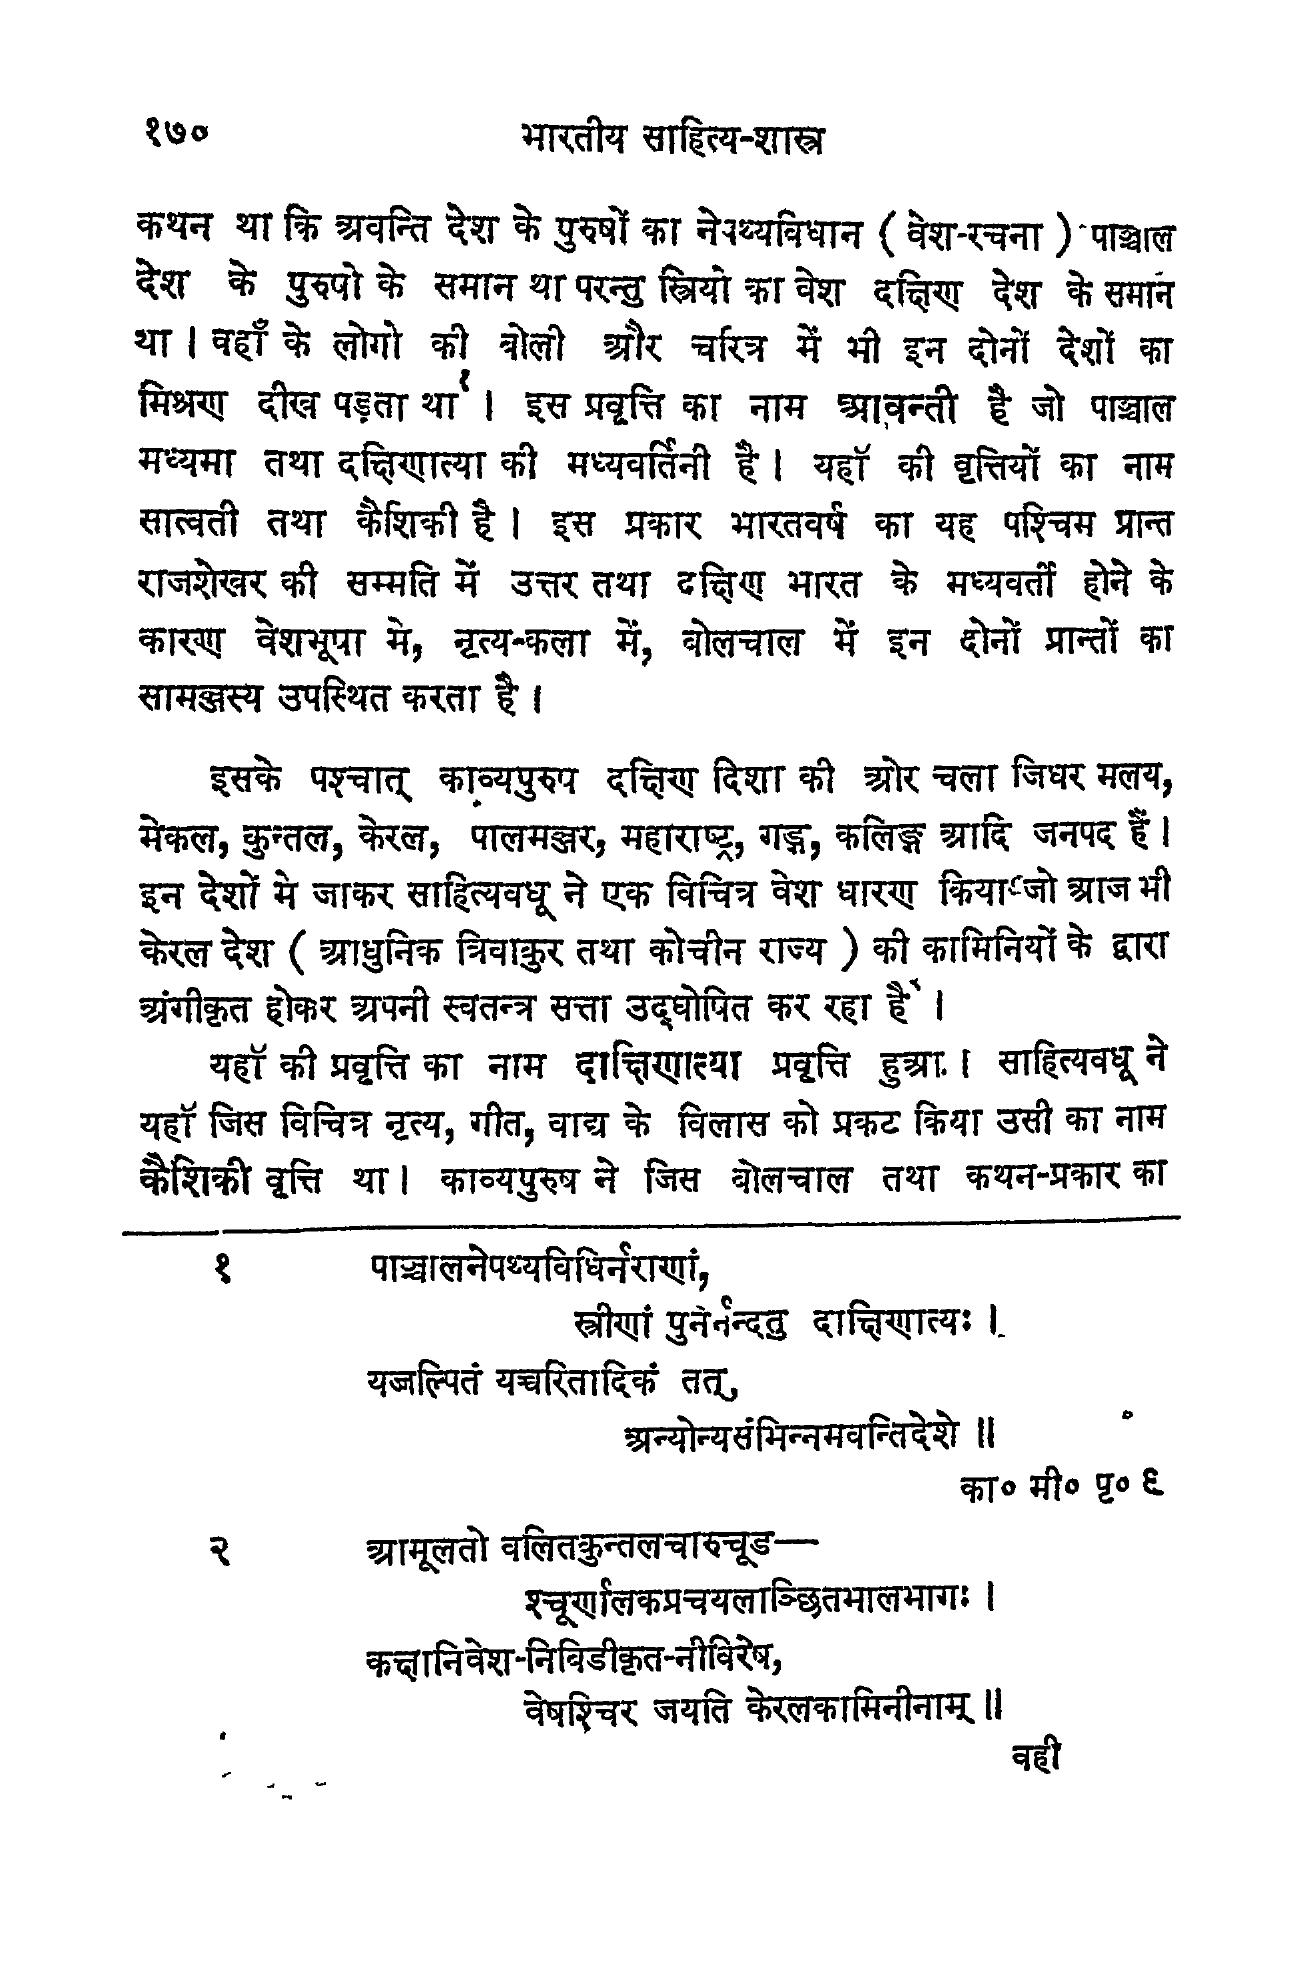 १७० भारतीय साहित्य-शास्त्र
कथन था कि अवन्ति देश के पुरुषों का नेपथ्यविधान ( वेश-रचना ) पाञ्चाल
देश के पुरुषो के समान था परन्तु स्त्रियो का वेश दक्षिण देश के समान
था । वहाँ के लोगो की बोली और चरित्र में भी इन दोनों देशों का
मिश्रण दीख पड़ता था१ । इस प्रवृत्ति का नाम आवन्ती है जो पाञ्चाल
मध्यमा तथा दक्षिणात्या की मध्यवर्तिनी है । यहॉ की वृत्तियों का नाम
सात्वती तथा कैशिकी है । इस प्रकार भारतवर्ष का यह पश्चिम प्रान्त
राजशेखर की सम्मति में उत्तर तथा दक्षिण भारत के मध्यवर्ती होने के
कारण वेशभूषा मे, नृत्य-कला में, बोलचाल में इन दोनों प्रान्तों का
सामञ्जस्य उपस्थित करता है ।
इसके पश्चात् काव्यपुरुष दक्षिण दिशा की ओर चला जिधर मलय,
मेकल, कुन्तल, केरल, पालमञ्जर, महाराष्ट्र, गङ्ग, कलिङ्ग आदि जनपद हैं ।
इन देशों मे जाकर साहित्यवधू ने एक विचित्र वेश धारण किया जो आज भी
केरल देश ( आधुनिक त्रिवाकुर तथा कोचीन राज्य ) की कामिनियों के द्वारा
अंगीकृत होकर अपनी स्वतन्त्र सत्ता उद्घोषित कर रहा है२ ।
यहॉ की प्रवृत्ति का नाम दाक्षिणात्या प्रवृत्ति हुआ । साहित्यवधू ने
यहॉ जिस विचित्र नृत्य, गीत, वाद्य के विलास को प्रकट किया उसी का नाम
कैशिकी वृत्ति था । काव्यपुरुष ने जिस बोलचाल तथा कथन-प्रकार का
१ पाञ्चालनेपथ्यविधिर्नराणां,
स्त्रीणां पुनर्नन्दतु दाक्षिणात्यः ।
यज्जल्पितं यच्चरितादिकं तत्,
अन्योन्यसंभिन्नमवन्तिदेशे ॥
का० मी० पृ० ९
२ आमूलतो वलितकुन्तलचारुचूड—
श्चूर्णालकप्रचयलाञ्छितभालभागः ।
कक्षानिवेश-निविडीकृत-नीविरेष,
वेषश्चिर जयति केरलकामिनीनाम् ॥
वही